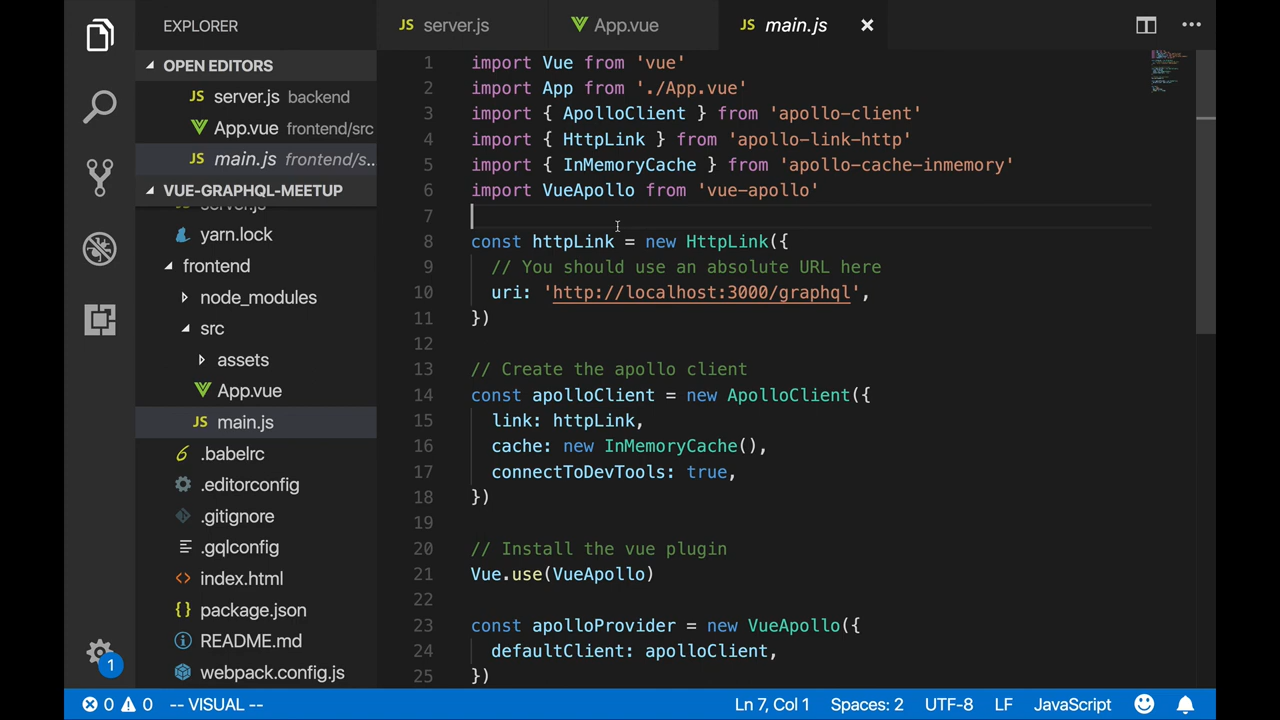 EXPLORER
OPEN EDITORS
JS server.js backend
App.vue frontend/src
JS main.js frontend/s...
VUE-GRAPHQL-MEETUP
server.js
yarn.lock
frontend
node_modules
src
assets
App.vue
JS main.js
.babelrc
.editorconfig
.gitignore
.gqlconfig
index.html
package.json
README.md
webpack.config.js
1
JS server.js
App.vue
JS main.js
1 import Vue from 'vue'
2 import App from './App.vue'
3 import { ApolloClient } from 'apollo-client'
4 import { HttpLink } from 'apollo-link-http'
5 import { InMemoryCache } from 'apollo-cache-inmemory'
6 import VueApollo from 'vue-apollo'
7
8 const httpLink = new HttpLink({
9 // You should use an absolute URL here
10 uri: 'http://localhost:3000/graphql',
11 })
12
13 // Create the apollo client
14 const apolloClient = new ApolloClient({
15 link: httpLink,
16 cache: new InMemoryCache(),
17 connectToDevTools: true,
18 })
19
20 // Install the vue plugin
21 Vue.use(VueApollo)
22
23 const apolloProvider = new VueApollo({
24 defaultClient: apolloClient,
25 })
0 0 -- VISUAL -- Ln 7, Col 1 Spaces: 2 UTF-8 LF JavaScript